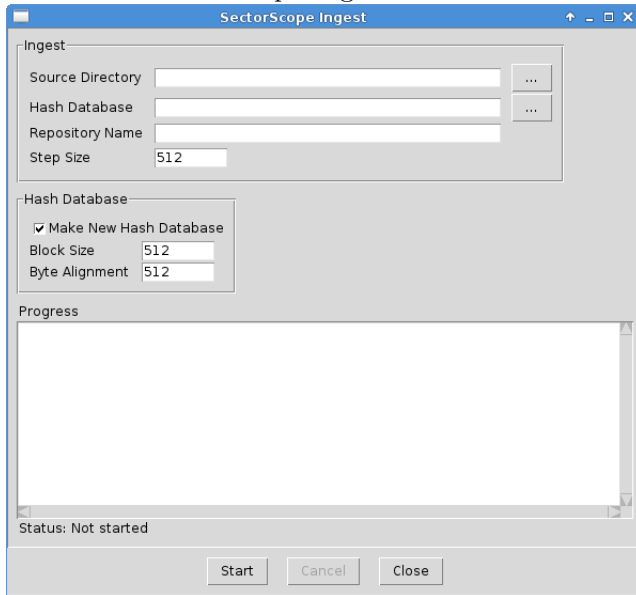 SectorScope Ingest
Ingest
Source Directory ...
Hash Database ...
Repository Name
Step Size 512
Hash Database
Make New Hash Database
Block Size 512
Byte Alignment 512
Progress
Status: Not started
Start Cancel Close